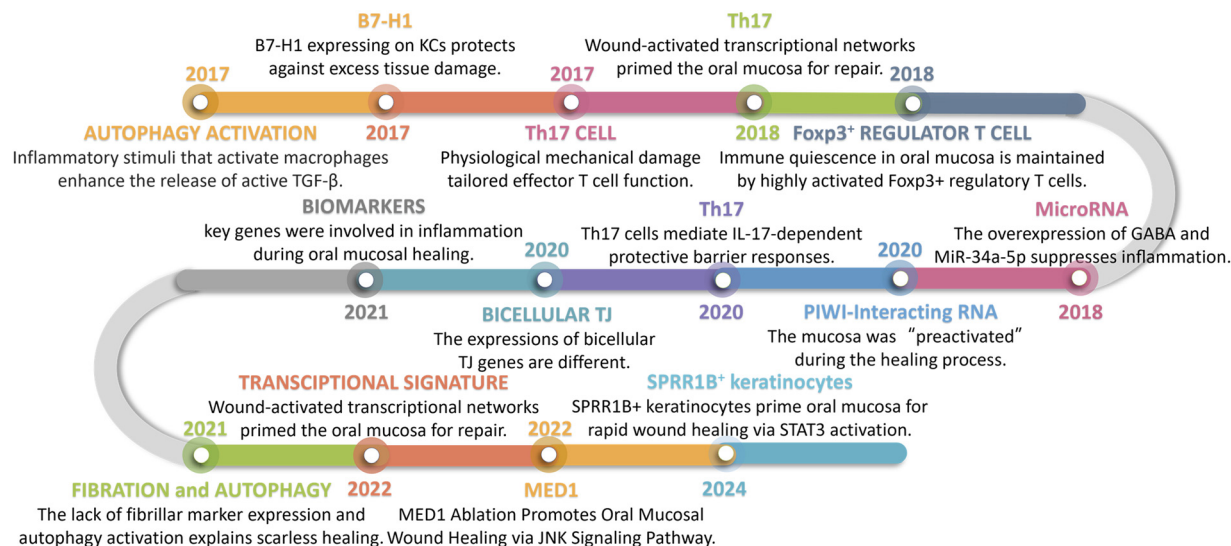 B7-H1
B7-H1 expressing on KCs protects
against excess tissue damage.
Th17
Wound-activated transcriptional networks
primed the oral mucosa for repair.
2017
2017
2018
AUTOPHAGY ACTIVATION
Inflammatory stimuli that activate macrophages
enhance the release of active TGF-β.
2017
Th17 CELL
Physiological mechanical damage
tailored effector T cell function.
2018
Foxp3⁺ REGULATOR T CELL
Immune quiescence in oral mucosa is maintained
by highly activated Foxp3+ regulatory T cells.
BIOMARKERS
key genes were involved in inflammation
during oral mucosal healing.
2020
Th17
Th17 cells mediate IL-17-dependent
protective barrier responses.
2020
MicroRNA
The overexpression of GABA and
MiR-34a-5p suppresses inflammation.
2021
BICELLULAR TJ
The expressions of bicellular
TJ genes are different.
2020
PIWI-Interacting RNA
The mucosa was “preactivated”
during the healing process.
2018
TRANSCIPTIONAL SIGNATURE
Wound-activated transcriptional networks
primed the oral mucosa for repair.
SPRR1B⁺ keratinocytes
SPRR1B+ keratinocytes prime oral mucosa for
rapid wound healing via STAT3 activation.
2021
2022
FIBRATION and AUTOPHAGY
The lack of fibrillar marker expression and
autophagy activation explains scarless healing.
2022
MED1
MED1 Ablation Promotes Oral Mucosal
Wound Healing via JNK Signaling Pathway.
2024